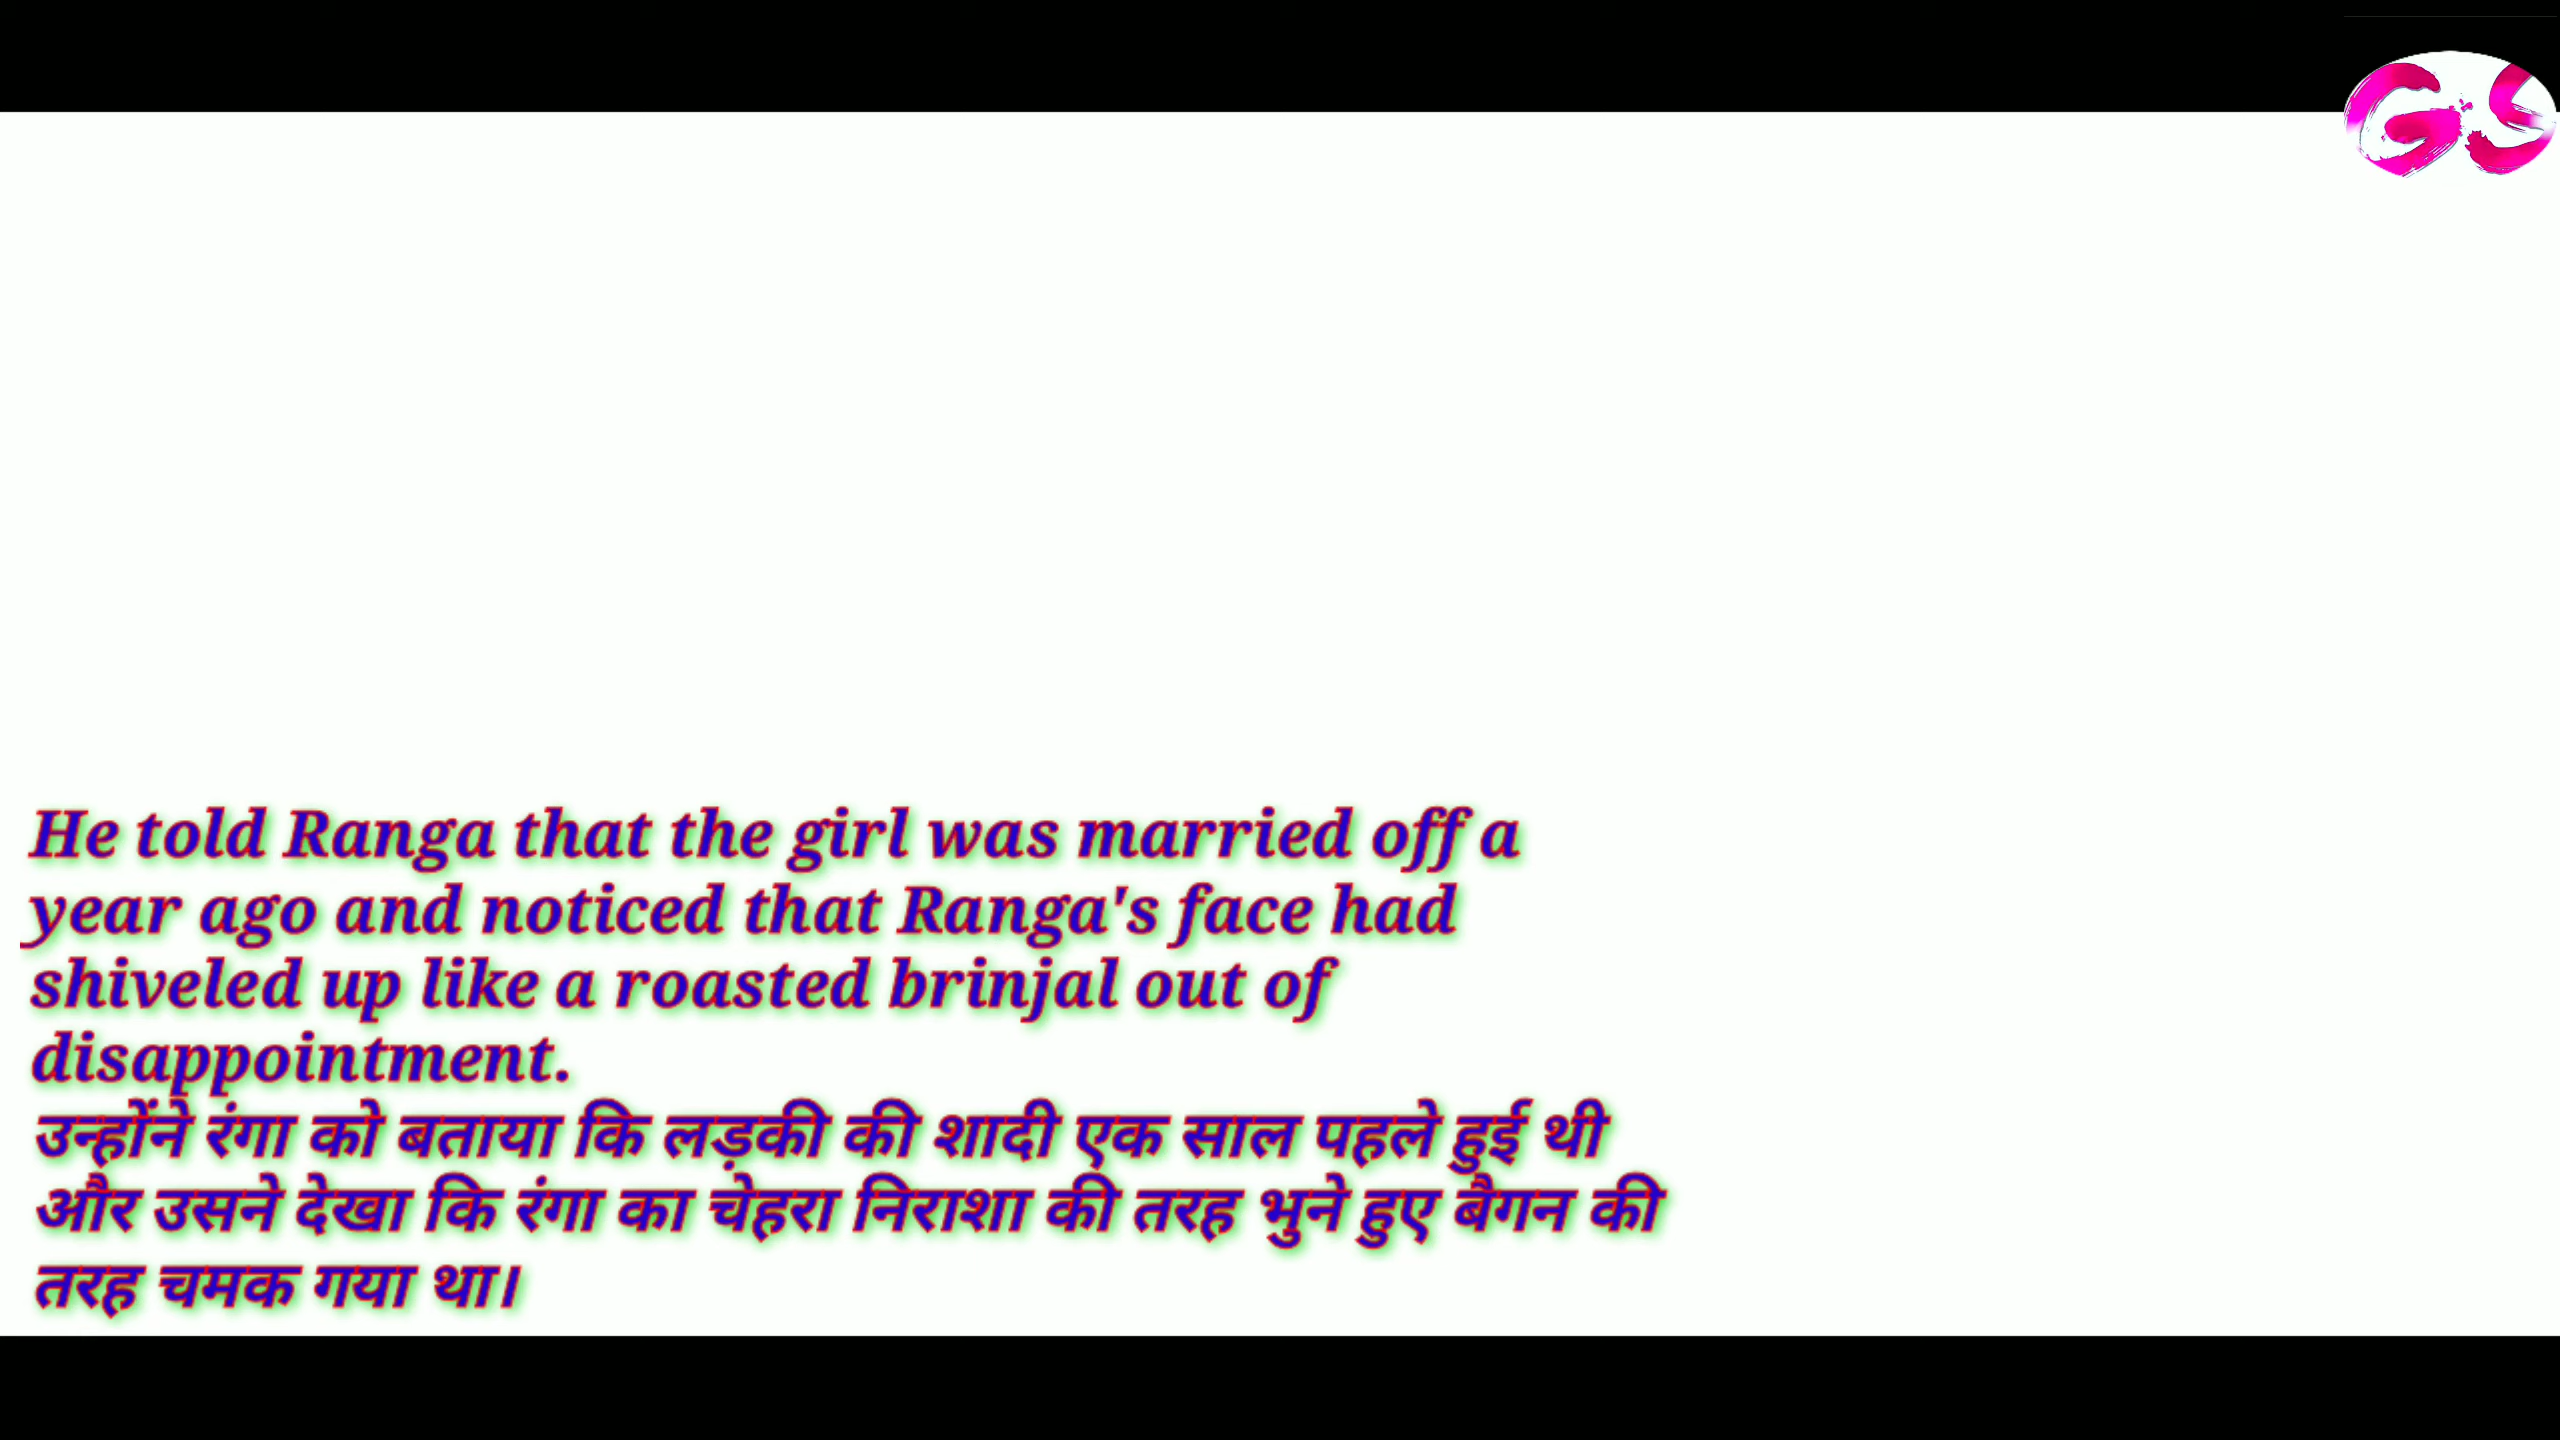 GS
He told Ranga that the girl was married off a
year ago and noticed that Ranga's face had
shiveled up like a roasted brinjal out of
disappointment.
उन्होंने रंगा को बताया कि लड़की की शादी एक साल पहले हुई थी
और उसने देखा कि रंगा का चेहरा निराशा की तरह भुने हुए बैगन की
तरह चमक गया था।